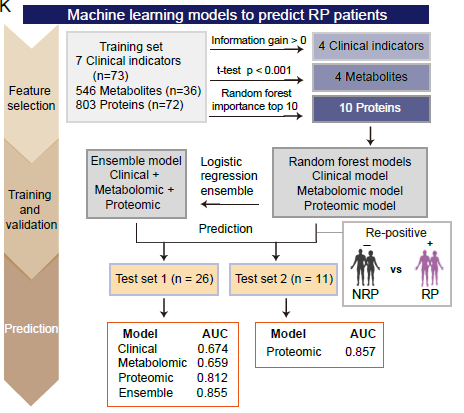 K
Machine learning models to predict RP patients
Feature
selection
Training set
7 Clinical indicators
(n=73)
546 Metabolites (n=36)
803 Proteins (n=72)
Information gain > 0
t-test p < 0.001
Random forest
importance top 10
4 Clinical indicators
4 Metabolites
10 Proteins
Training
and
validation
Ensemble model
Clinical +
Metabolomic +
Proteomic
Logistic
regression
ensemble
Random forest models
Clinical model
Metabolomic model
Proteomic model
Prediction
Re-positive
− +
vs
NRP RP
Test set 1 (n = 26)
Test set 2 (n = 11)
Prediction
Model AUC
Clinical 0.674
Metabolomic 0.659
Proteomic 0.812
Ensemble 0.855
Model AUC
Proteomic 0.857